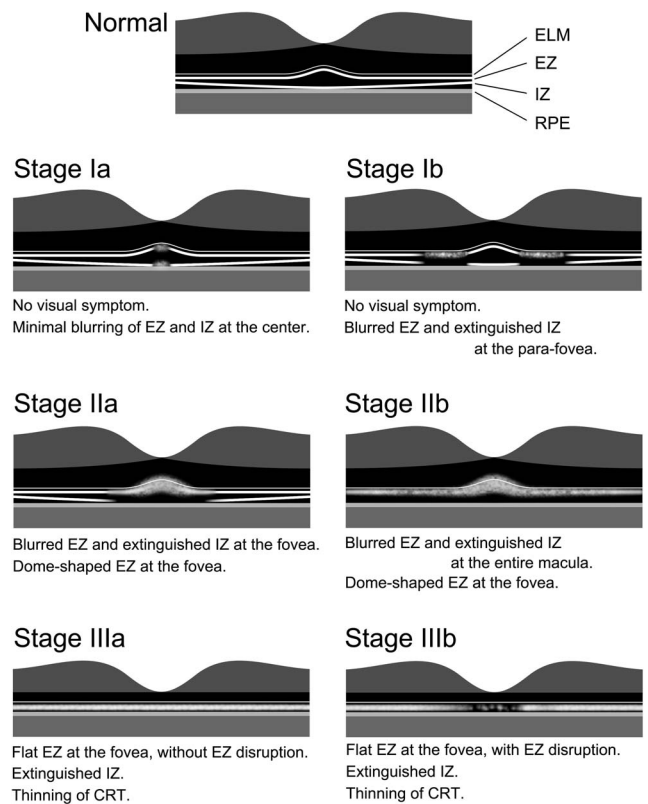 Normal
ELM
EZ
IZ
RPE
Stage Ia
No visual symptom.
Minimal blurring of EZ and IZ at the center.
Stage Ib
No visual symptom.
Blurred EZ and extinguished IZ
at the para-fovea.
Stage IIa
Blurred EZ and extinguished IZ at the fovea.
Dome-shaped EZ at the fovea.
Stage IIb
Blurred EZ and extinguished IZ
at the entire macula.
Dome-shaped EZ at the fovea.
Stage IIIa
Flat EZ at the fovea, without EZ disruption.
Extinguished IZ.
Thinning of CRT.
Stage IIIb
Flat EZ at the fovea, with EZ disruption.
Extinguished IZ.
Thinning of CRT.